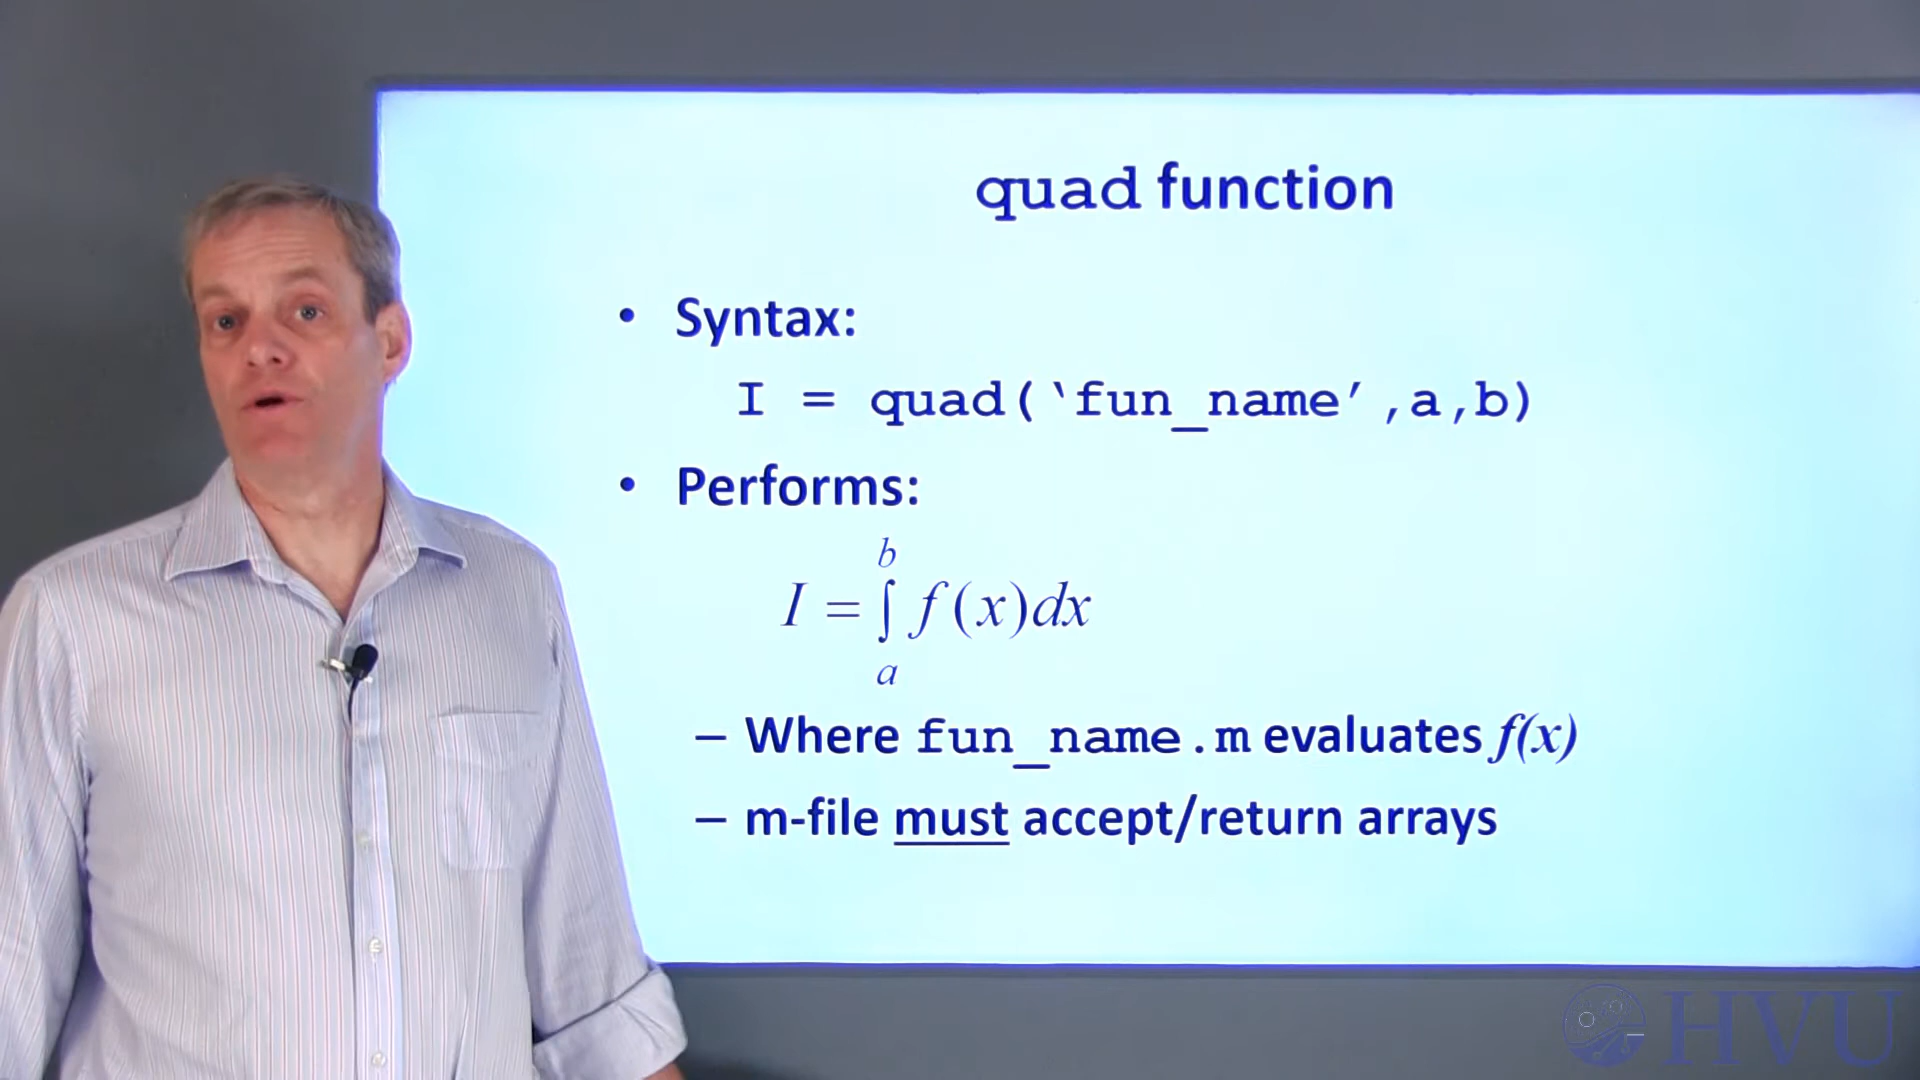 quad function
• Syntax:
I = quad(‘fun_name’,a,b)
• Performs:
b
I = ∫ f(x)dx
a
– Where fun_name.m evaluates f(x)
– m-file must accept/return arrays
HVU